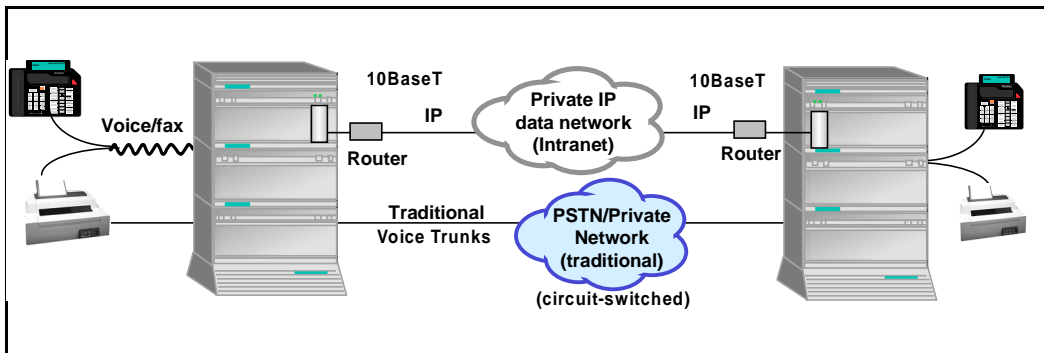 10BaseT
IP
Voice/fax
Router
Private IP
data network
(Intranet)
10BaseT
IP
Router
Traditional
Voice Trunks
PSTN/Private
Network
(traditional)
(circuit-switched)